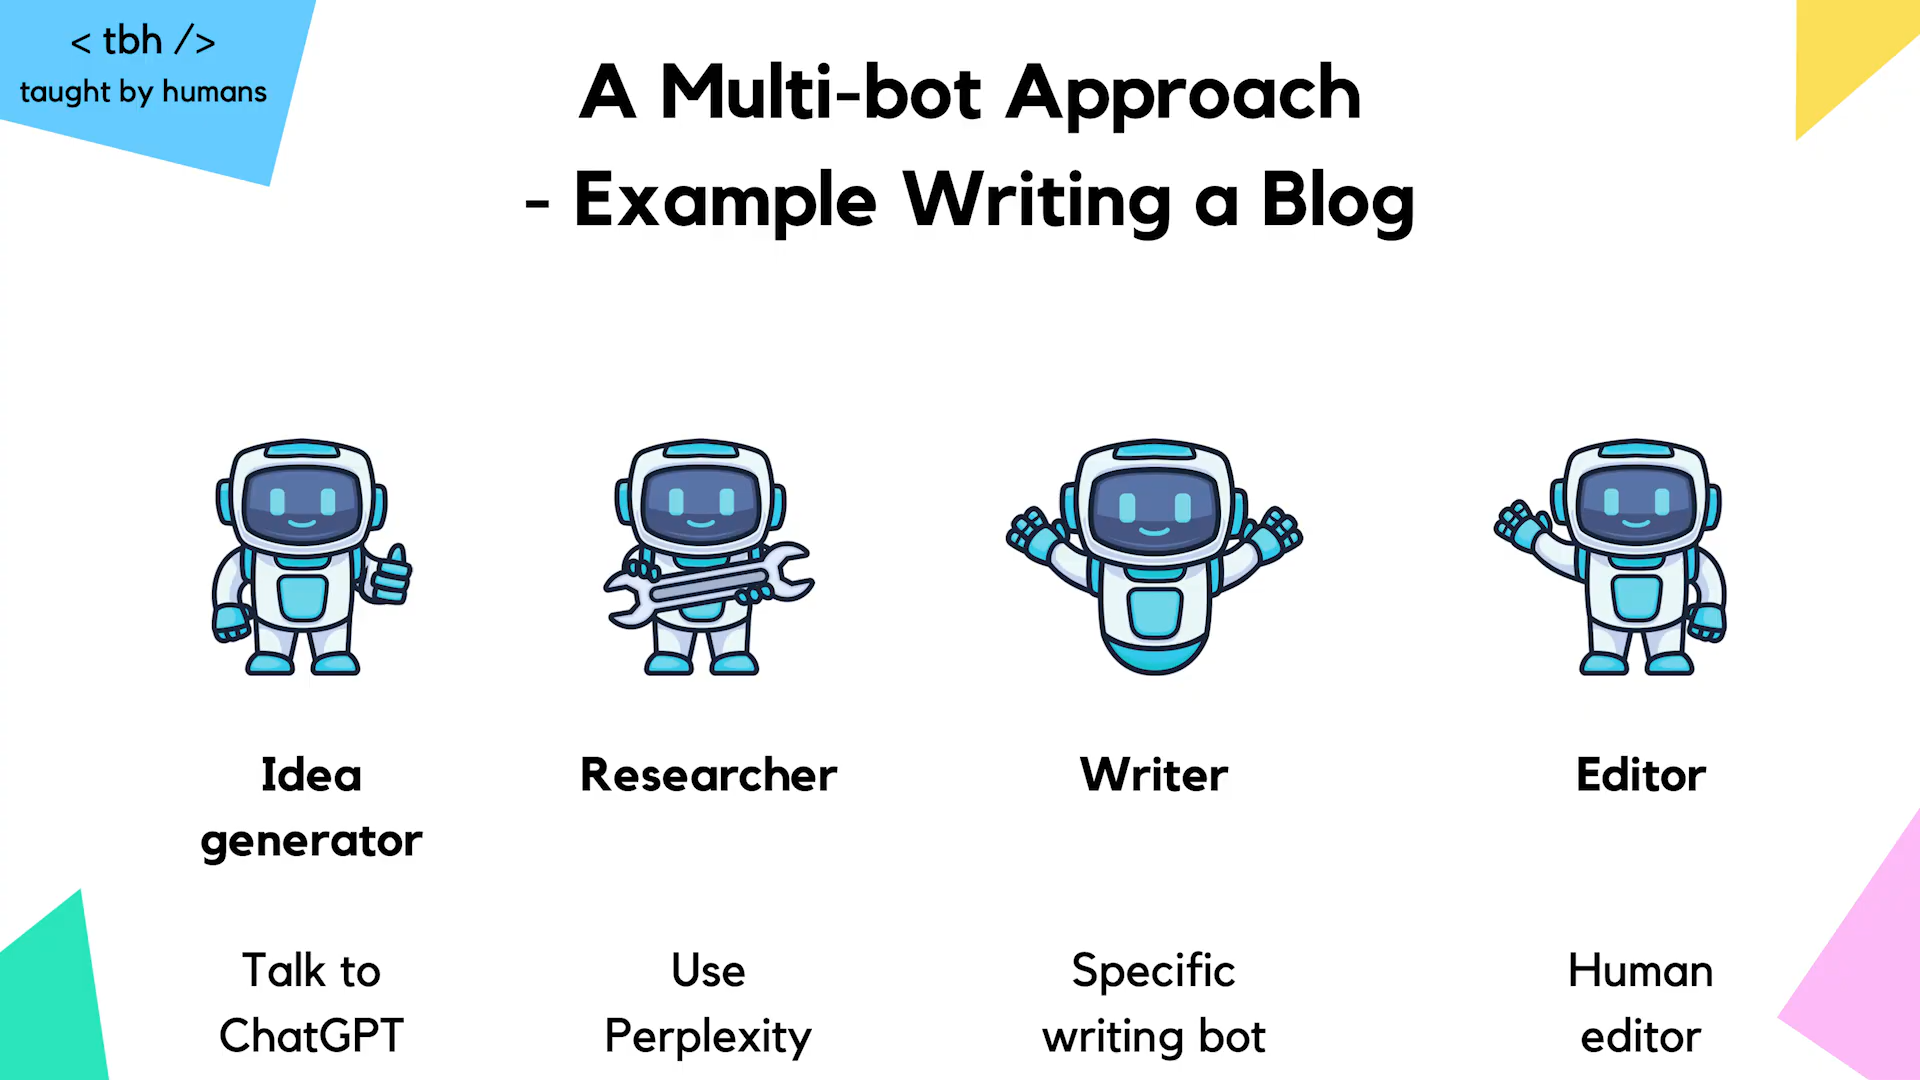 < tbh />
taught by humans
A Multi-bot Approach
- Example Writing a Blog
Idea
generator
Researcher
Writer
Editor
Talk to
ChatGPT
Use
Perplexity
Specific
writing bot
Human
editor